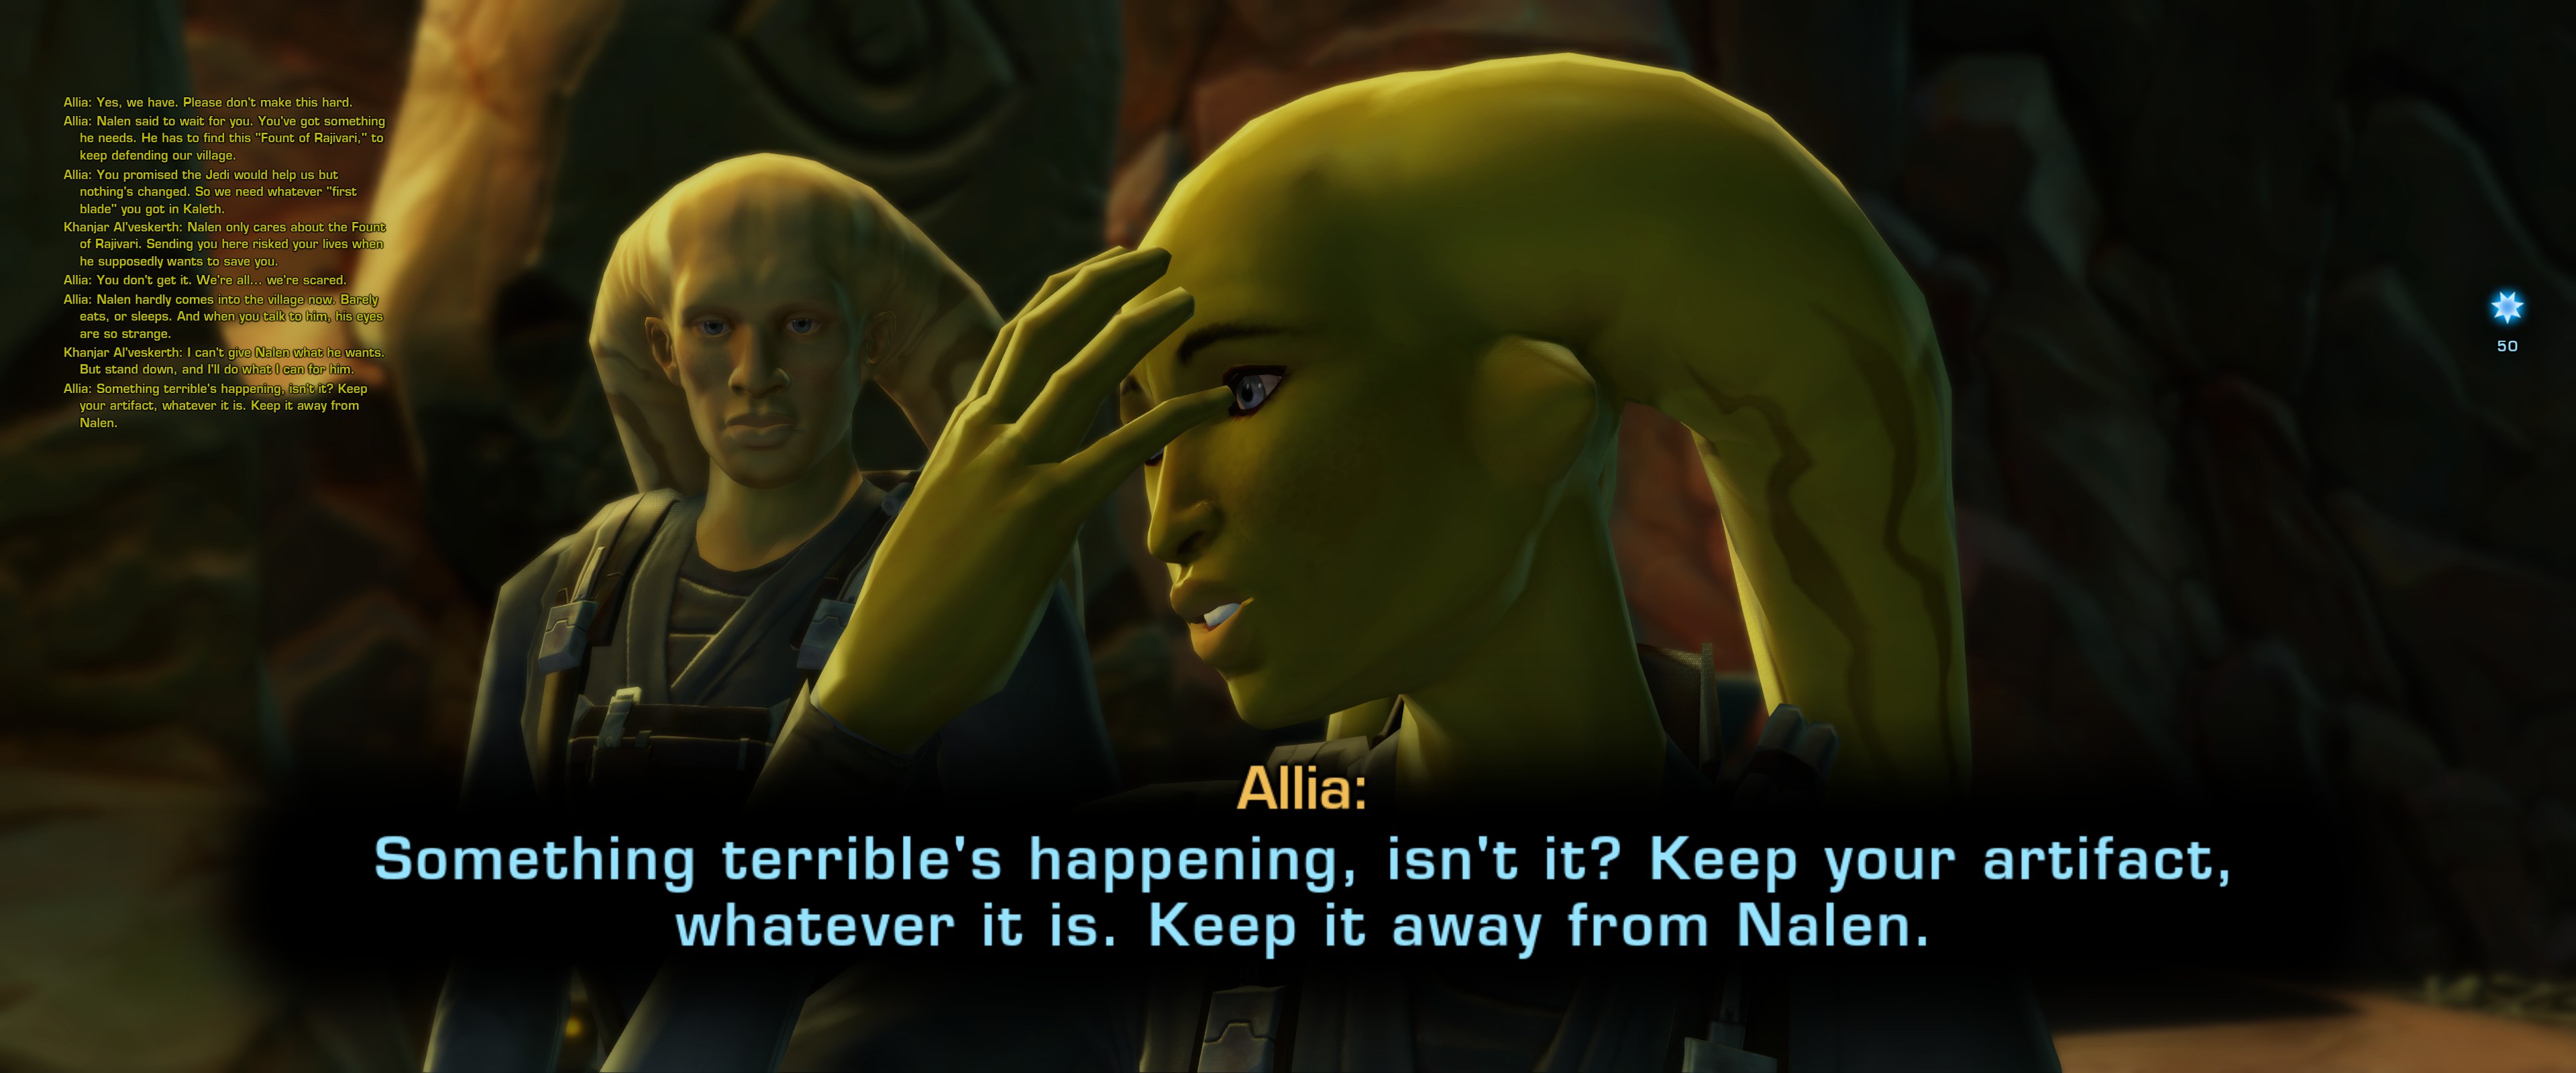 Allia: Yes, we have. Please don't make this hard.
Allia: Nalen said to wait for you. You've got something
he needs. He has to find this "Fount of Rajivari," to
keep defending our village.
Allia: You promised the Jedi would help us but
nothing's changed. So we need whatever "first
blade" you got in Kaleth.
Khanjar Al'veskerth: Nalen only cares about the Fount
of Rajivari. Sending you here risked your lives when
he supposedly wants to save you.
Allia: You don't get it. We're all... we're scared.
Allia: Nalen hardly comes into the village now. Barely
eats, or sleeps. And when you talk to him, his eyes
are so strange.
Khanjar Al'veskerth: I can't give Nalen what he wants.
But stand down, and I'll do what I can for him.
Allia: Something terrible's happening, isn't it? Keep
your artifact, whatever it is. Keep it away from
Nalen.
50
Allia:
Something terrible's happening, isn't it? Keep your artifact,
whatever it is. Keep it away from Nalen.